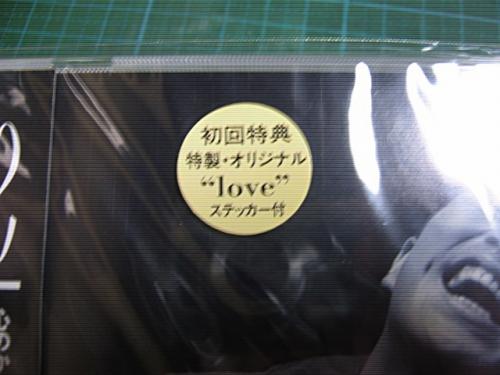 初回特典
特製・オリジナル
“love”
ステッカー付